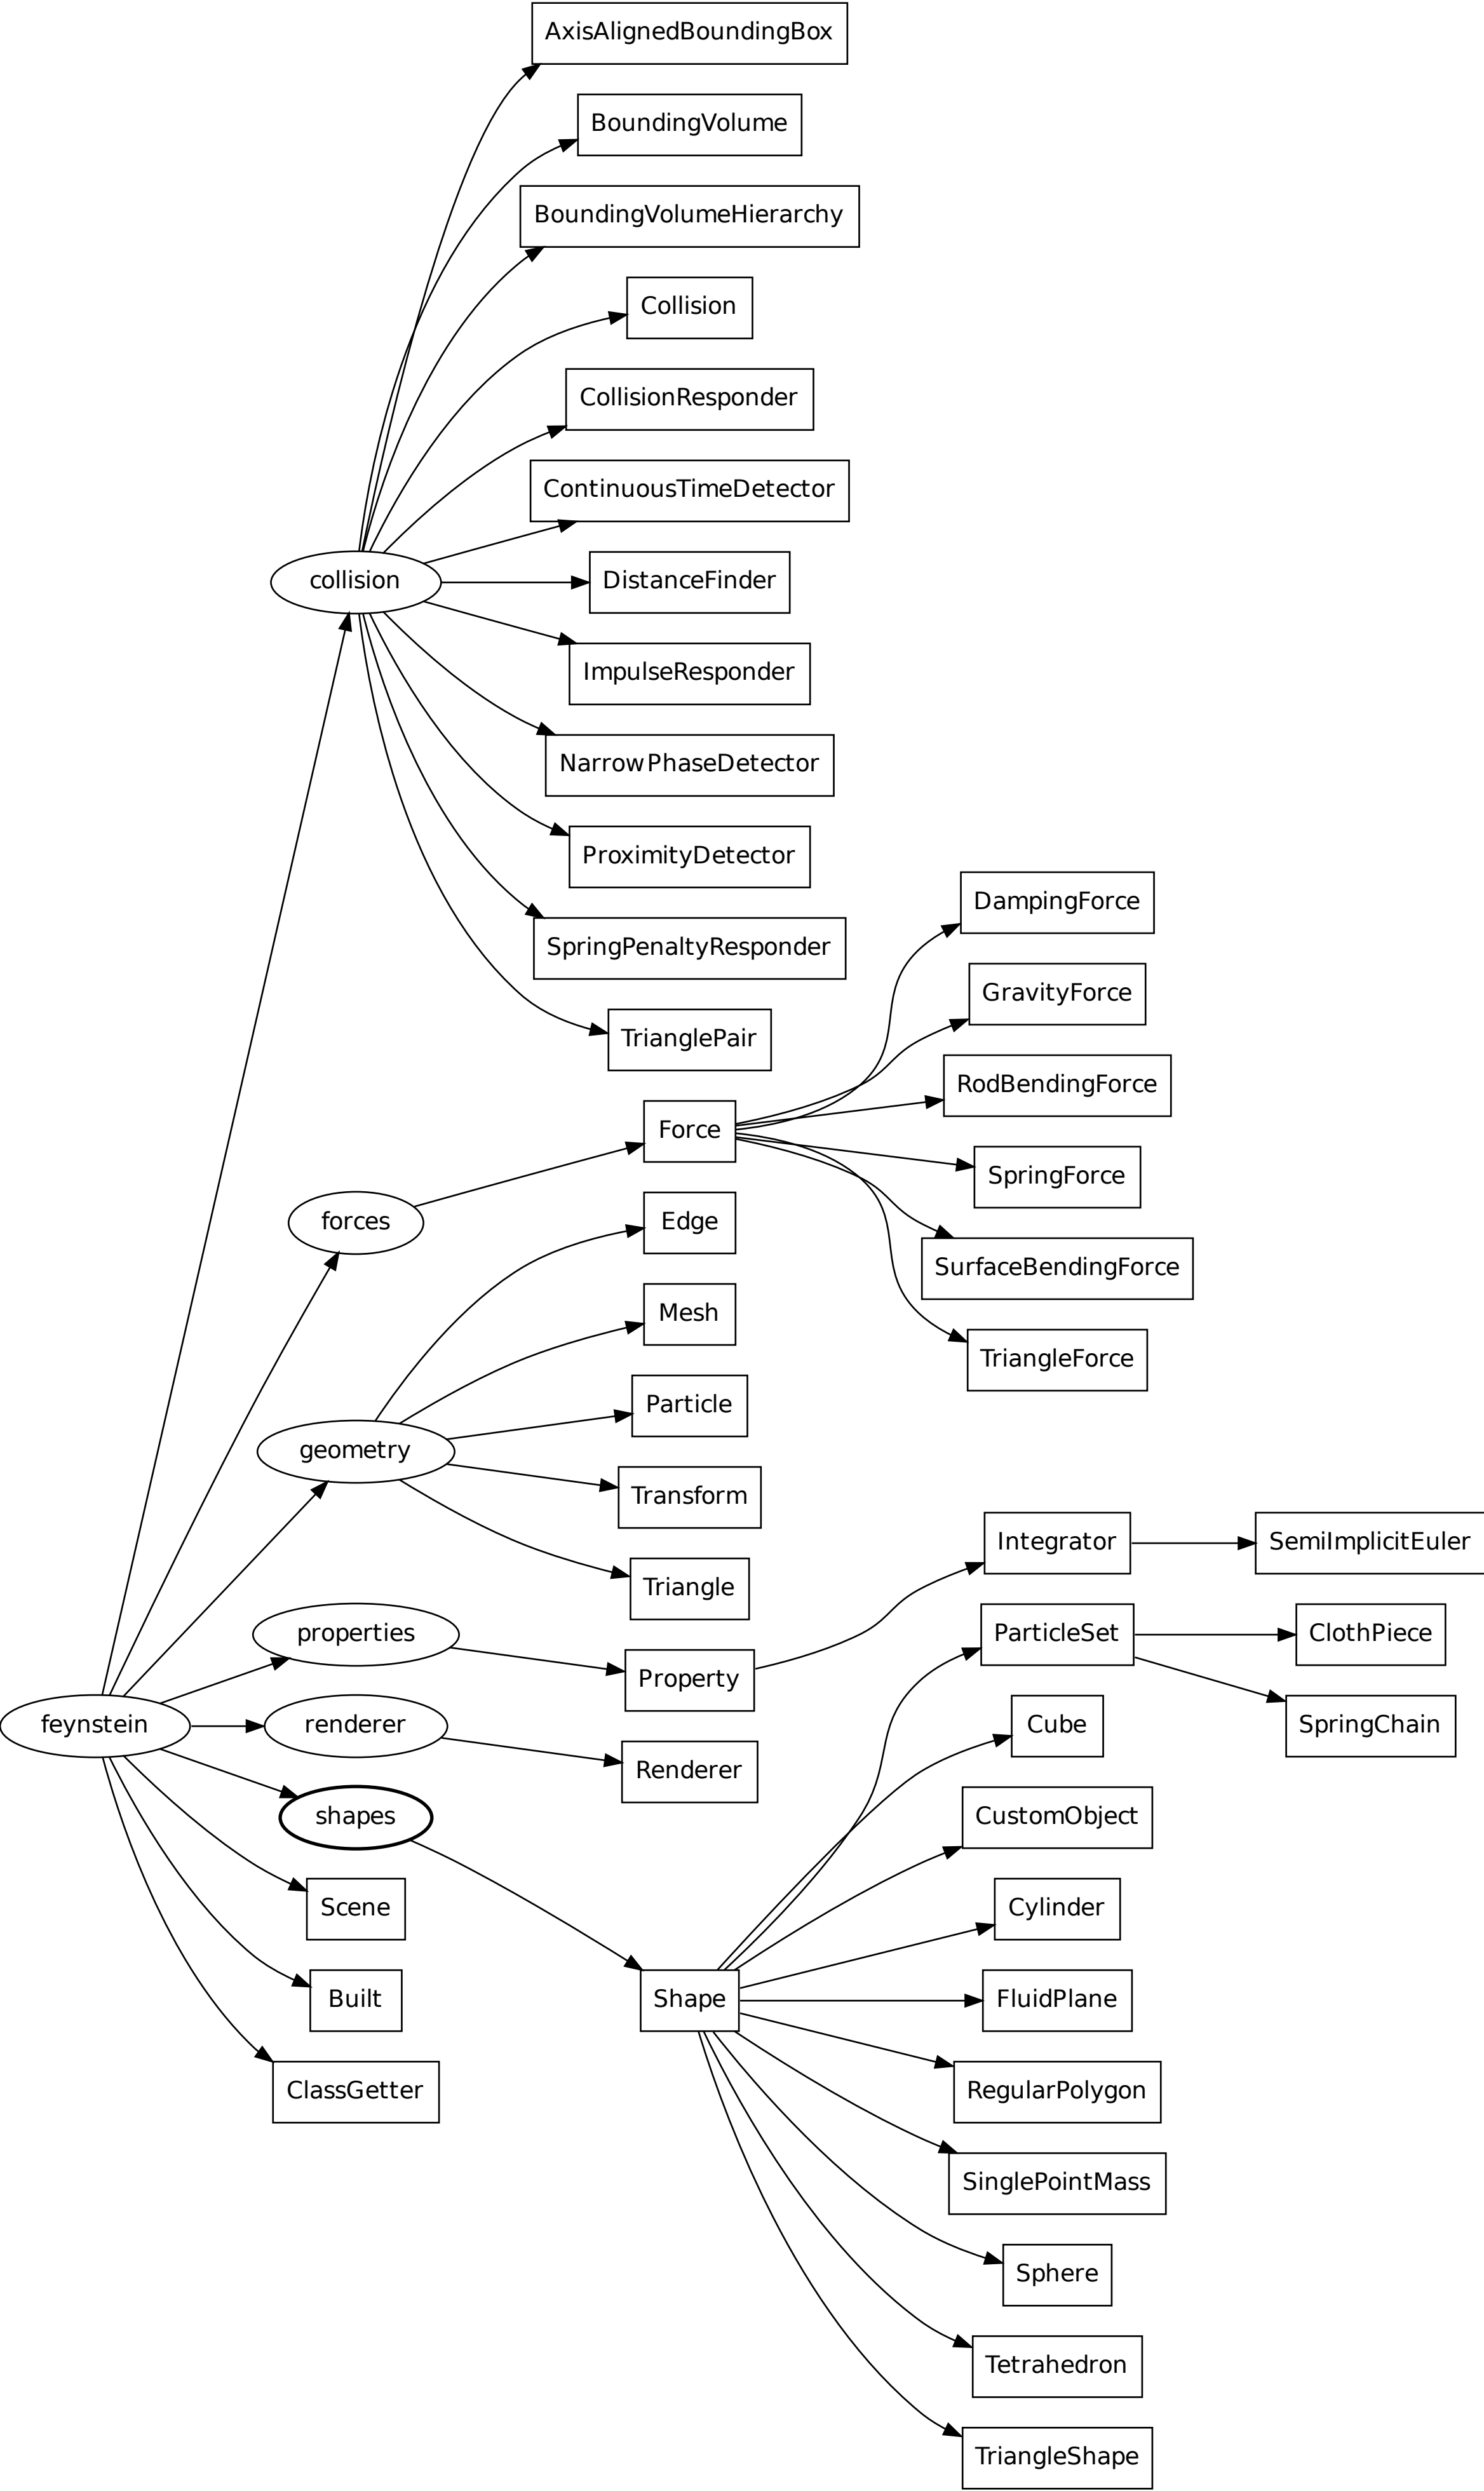 AxisAlignedBoundingBox
BoundingVolume
BoundingVolumeHierarchy
Collision
CollisionResponder
ContinuousTimeDetector
collision
DistanceFinder
ImpulseResponder
NarrowPhaseDetector
ProximityDetector
DampingForce
SpringPenaltyResponder
GravityForce
TrianglePair
RodBendingForce
Force
SpringForce
forces
Edge
SurfaceBendingForce
Mesh
TriangleForce
Particle
geometry
Transform
Integrator
SemiImplicitEuler
Triangle
properties
ParticleSet
ClothPiece
Property
feynstein
renderer
Cube
SpringChain
Renderer
shapes
CustomObject
Scene
Cylinder
Built
Shape
FluidPlane
ClassGetter
RegularPolygon
SinglePointMass
Sphere
Tetrahedron
TriangleShape